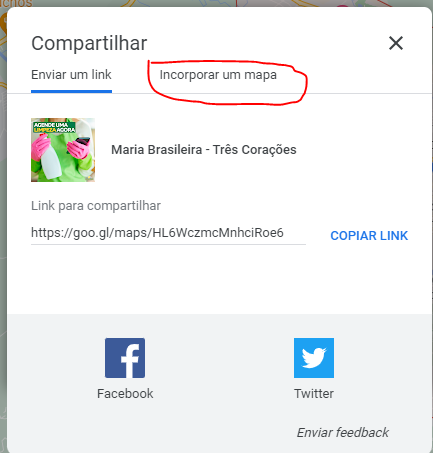 Compartilhar
Enviar um link
Incorporar um mapa
AGENDE UMA
LIMPEZA AGORA
Maria Brasileira - Três Corações
Link para compartilhar
https://goo.gl/maps/HL6WczmcMnhciRoe6
COPIAR LINK
Facebook
Twitter
Enviar feedback